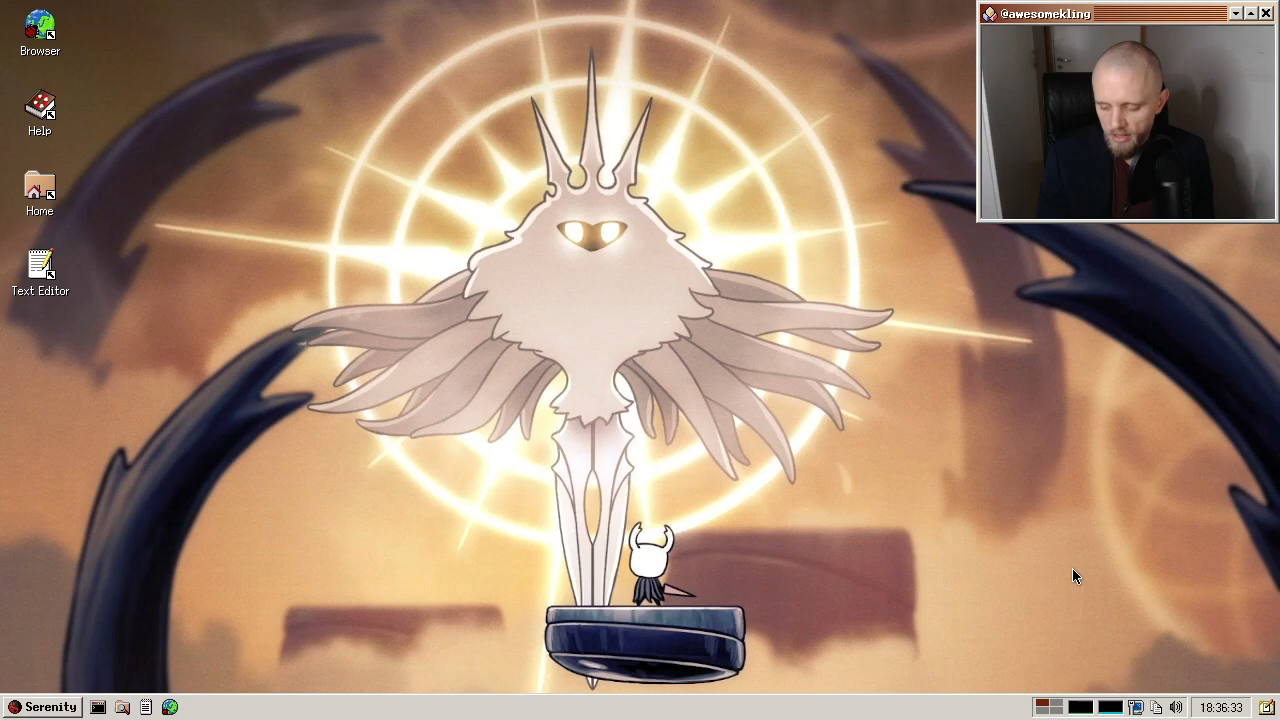 Browser
Help
Home
Text Editor
@awesomekling
Serenity
18:36:33